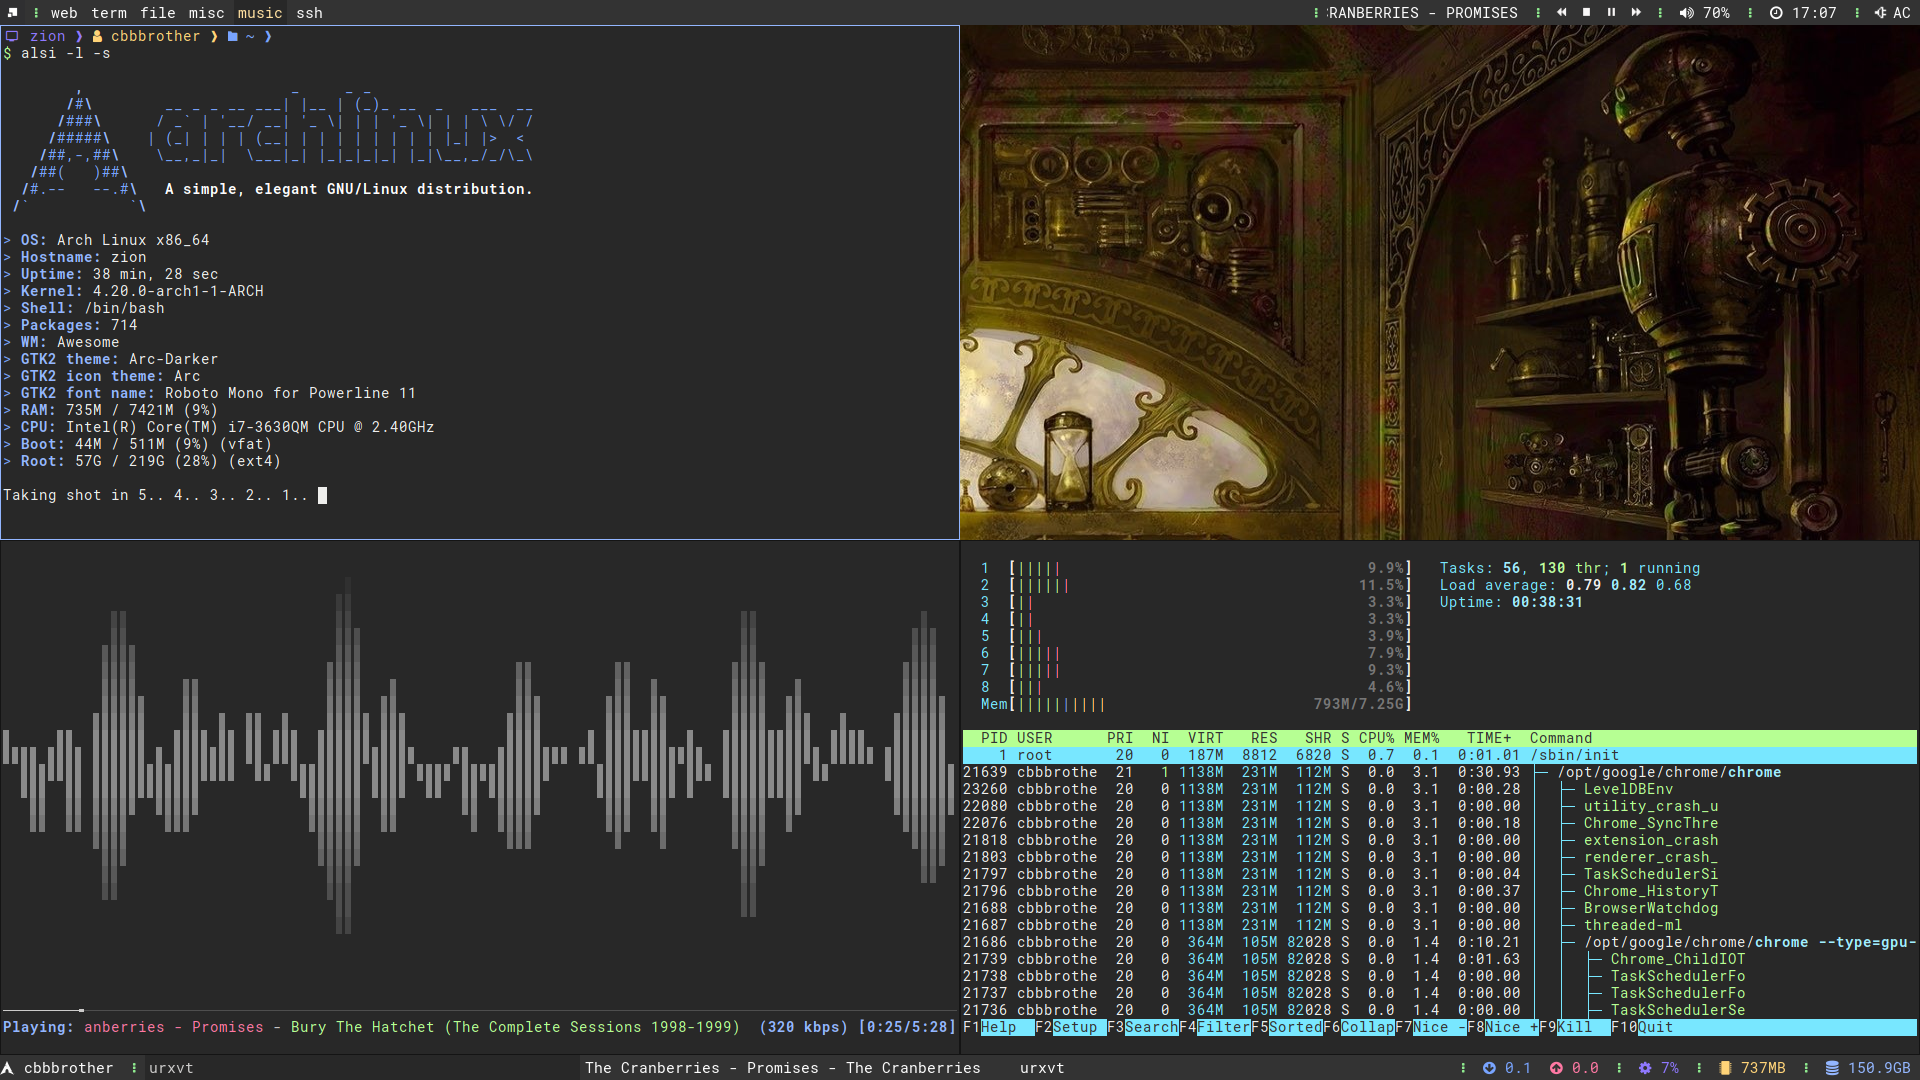 web term file misc music ssh
:RANBERRIES - PROMISES 70% 17:07 AC
zion ❯ cbbbrother ❯ ~ ❯
$ alsi -l -s
A simple, elegant GNU/Linux distribution.
> OS: Arch Linux x86_64
> Hostname: zion
> Uptime: 38 min, 28 sec
> Kernel: 4.20.0-arch1-1-ARCH
> Shell: /bin/bash
> Packages: 714
> WM: Awesome
> GTK2 theme: Arc-Darker
> GTK2 icon theme: Arc
> GTK2 font name: Roboto Mono for Powerline 11
> RAM: 735M / 7421M (9%)
> CPU: Intel(R) Core(TM) i7-3630QM CPU @ 2.40GHz
> Boot: 44M / 511M (9%) (vfat)
> Root: 57G / 219G (28%) (ext4)
Taking shot in 5.. 4.. 3.. 2.. 1..
Playing: anberries - Promises - Bury The Hatchet (The Complete Sessions 1998-1999) (320 kbps) [0:25/5:28]
1 [||||| 9.9%]
2 [|||||| 11.5%]
3 [|| 3.3%]
4 [|| 3.3%]
5 [||| 3.9%]
6 [||||| 7.9%]
7 [||||| 9.3%]
8 [||| 4.6%]
Mem[|||||||||| 793M/7.25G]
Tasks: 56, 130 thr; 1 running
Load average: 0.79 0.82 0.68
Uptime: 00:38:31
PID USER PRI NI VIRT RES SHR S CPU% MEM% TIME+ Command
1 root 20 0 187M 8812 6820 S 0.7 0.1 0:01.01 /sbin/init
21639 cbbbrothe 21 1 1138M 231M 112M S 0.0 3.1 0:30.93 ├─ /opt/google/chrome/chrome
23260 cbbbrothe 20 0 1138M 231M 112M S 0.0 3.1 0:00.28 │ ├─ LevelDBEnv
22080 cbbbrothe 20 0 1138M 231M 112M S 0.0 3.1 0:00.00 │ ├─ utility_crash_u
22076 cbbbrothe 20 0 1138M 231M 112M S 0.0 3.1 0:00.18 │ ├─ Chrome_SyncThre
21818 cbbbrothe 20 0 1138M 231M 112M S 0.0 3.1 0:00.00 │ ├─ extension_crash
21803 cbbbrothe 20 0 1138M 231M 112M S 0.0 3.1 0:00.00 │ ├─ renderer_crash_
21797 cbbbrothe 20 0 1138M 231M 112M S 0.0 3.1 0:00.04 │ ├─ TaskSchedulerSi
21796 cbbbrothe 20 0 1138M 231M 112M S 0.0 3.1 0:00.37 │ ├─ Chrome_HistoryT
21688 cbbbrothe 20 0 1138M 231M 112M S 0.0 3.1 0:00.00 │ ├─ BrowserWatchdog
21687 cbbbrothe 20 0 1138M 231M 112M S 0.0 3.1 0:00.00 │ ├─ threaded-ml
21686 cbbbrothe 20 0 364M 105M 82028 S 0.0 1.4 0:10.21 │ ├─ /opt/google/chrome/chrome --type=gpu-
21739 cbbbrothe 20 0 364M 105M 82028 S 0.0 1.4 0:01.63 │ │ ├─ Chrome_ChildIOT
21738 cbbbrothe 20 0 364M 105M 82028 S 0.0 1.4 0:00.00 │ │ ├─ TaskSchedulerFo
21737 cbbbrothe 20 0 364M 105M 82028 S 0.0 1.4 0:00.00 │ │ ├─ TaskSchedulerFo
21736 cbbbrothe 20 0 364M 105M 82028 S 0.0 1.4 0:00.00 │ │ ├─ TaskSchedulerSe
F1Help F2Setup F3SearchF4FilterF5SortedF6CollapF7Nice -F8Nice +F9Kill F10Quit
cbbbrother urxvt The Cranberries - Promises - The Cranberries urxvt 0.1 0.0 7% 737MB 150.9GB